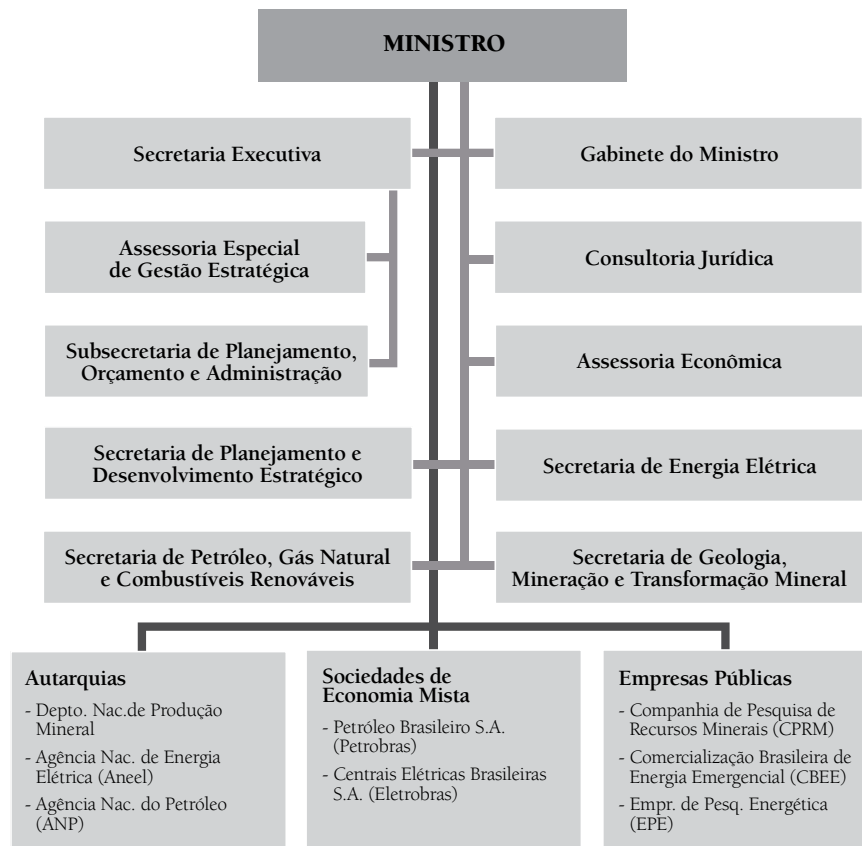 MINISTRO
Secretaria Executiva
Gabinete do Ministro
Assessoria Especial
de Gestão Estratégica
Consultoria Jurídica
Subsecretaria de Planejamento,
Orçamento e Administração
Assessoria Econômica
Secretaria de Planejamento e
Desenvolvimento Estratégico
Secretaria de Energia Elétrica
Secretaria de Petróleo, Gás Natural
e Combustíveis Renováveis
Secretaria de Geologia,
Mineração e Transformação Mineral
Autarquias
- Depto. Nac.de Produção
Mineral
- Agência Nac. de Energia
Elétrica (Aneel)
- Agência Nac. do Petróleo
(ANP)
Sociedades de
Economia Mista
- Petróleo Brasileiro S.A.
(Petrobras)
- Centrais Elétricas Brasileiras
S.A. (Eletrobras)
Empresas Públicas
- Companhia de Pesquisa de
Recursos Minerais (CPRM)
- Comercialização Brasileira de
Energia Emergencial (CBEE)
- Empr. de Pesq. Energética
(EPE)